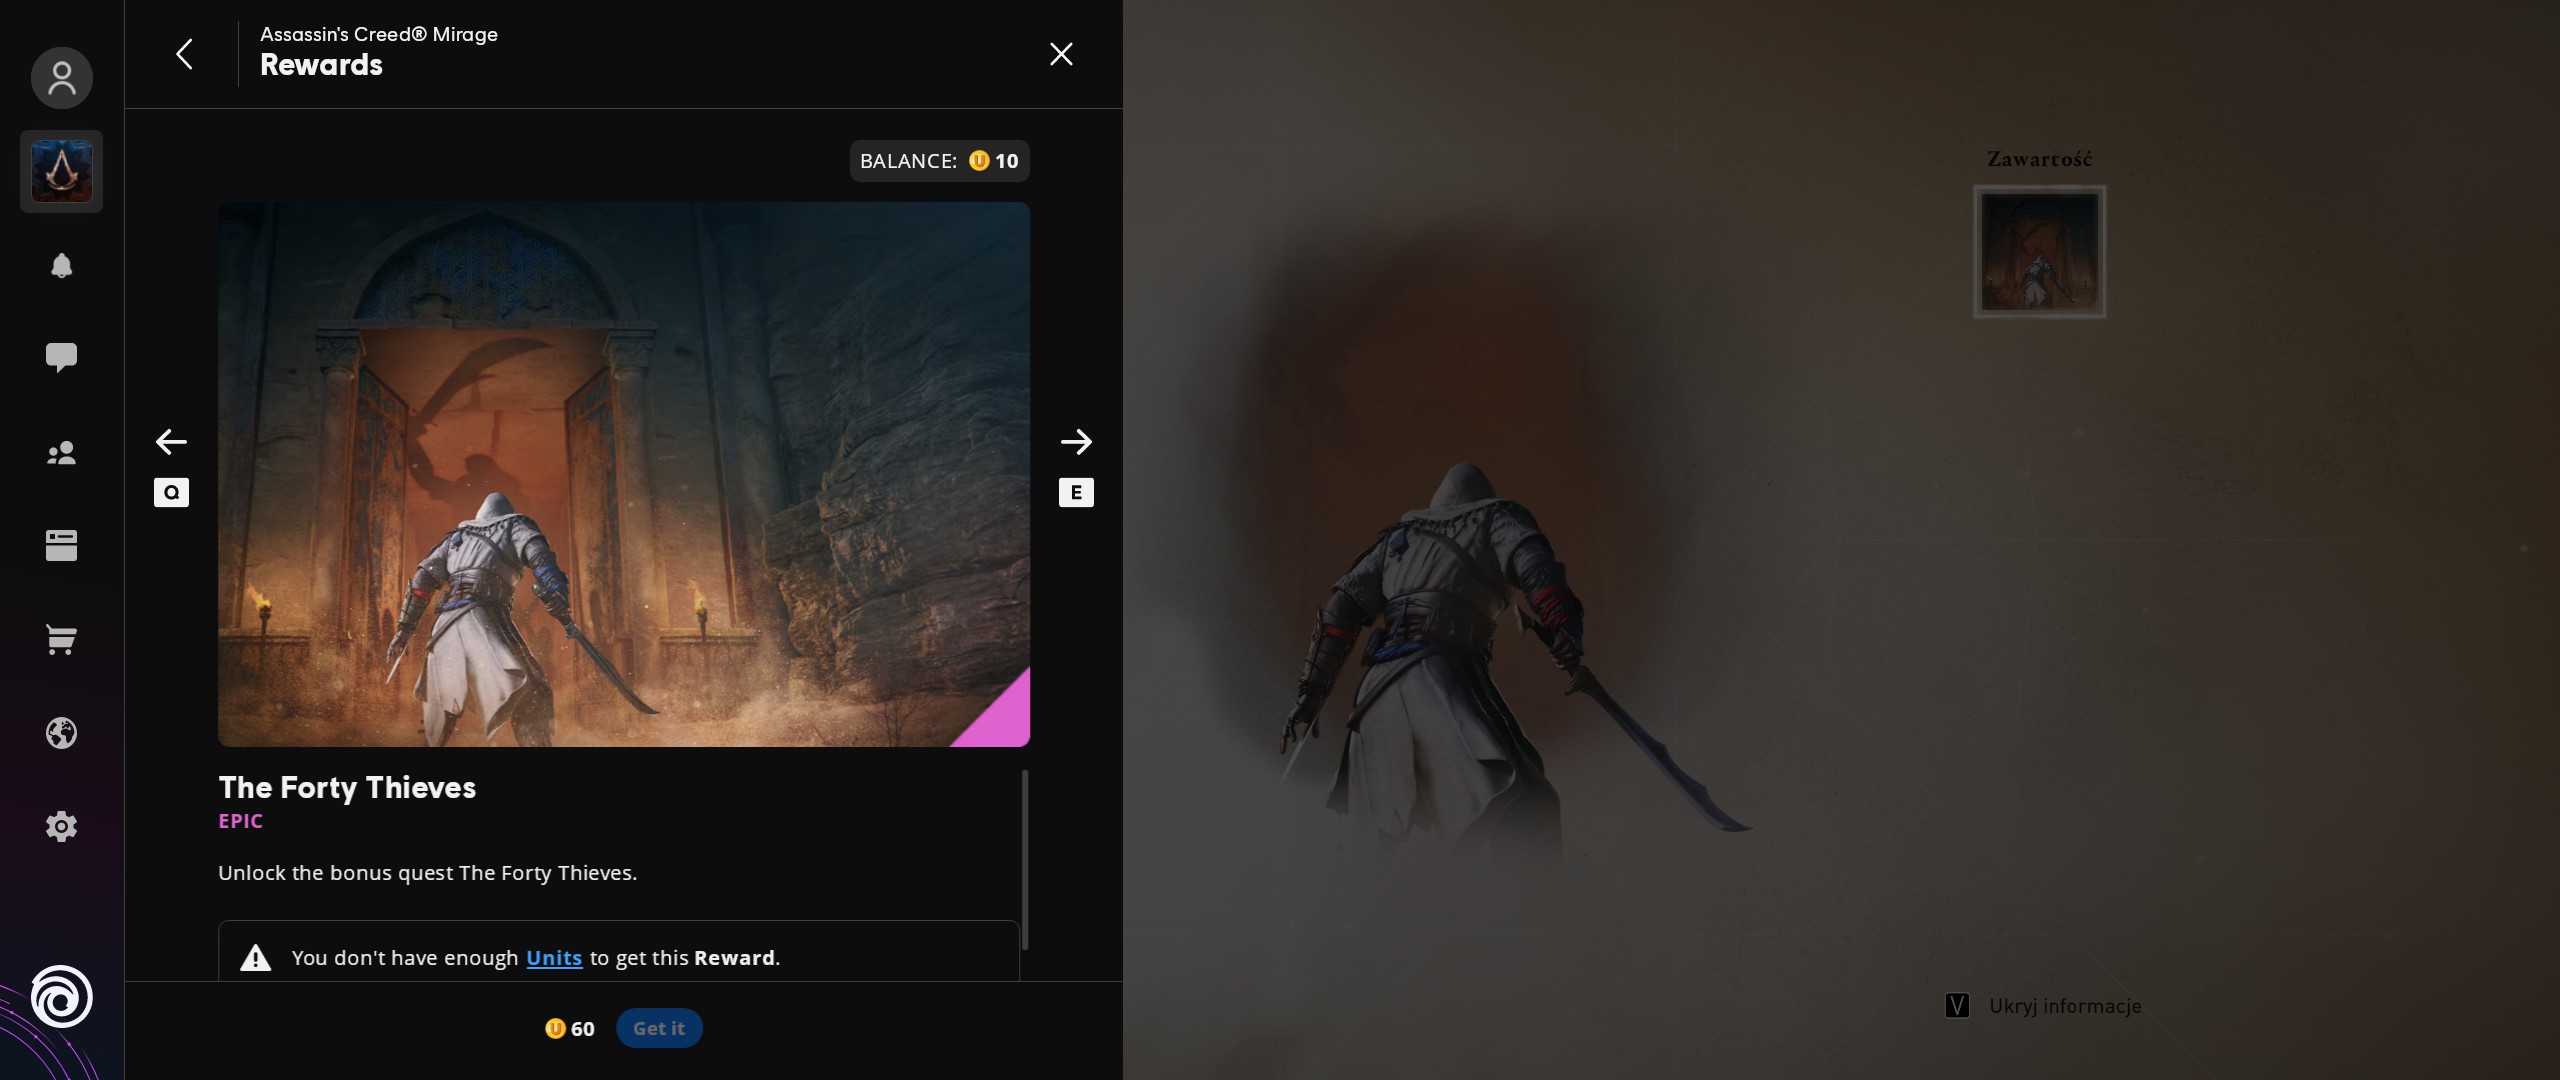 Assassin's Creed® Mirage
Rewards
BALANCE: 10
Q
E
The Forty Thieves
EPIC
Unlock the bonus quest The Forty Thieves.
You don't have enough Units to get this Reward.
60 Get it
Zawartość
V Ukryj informacje